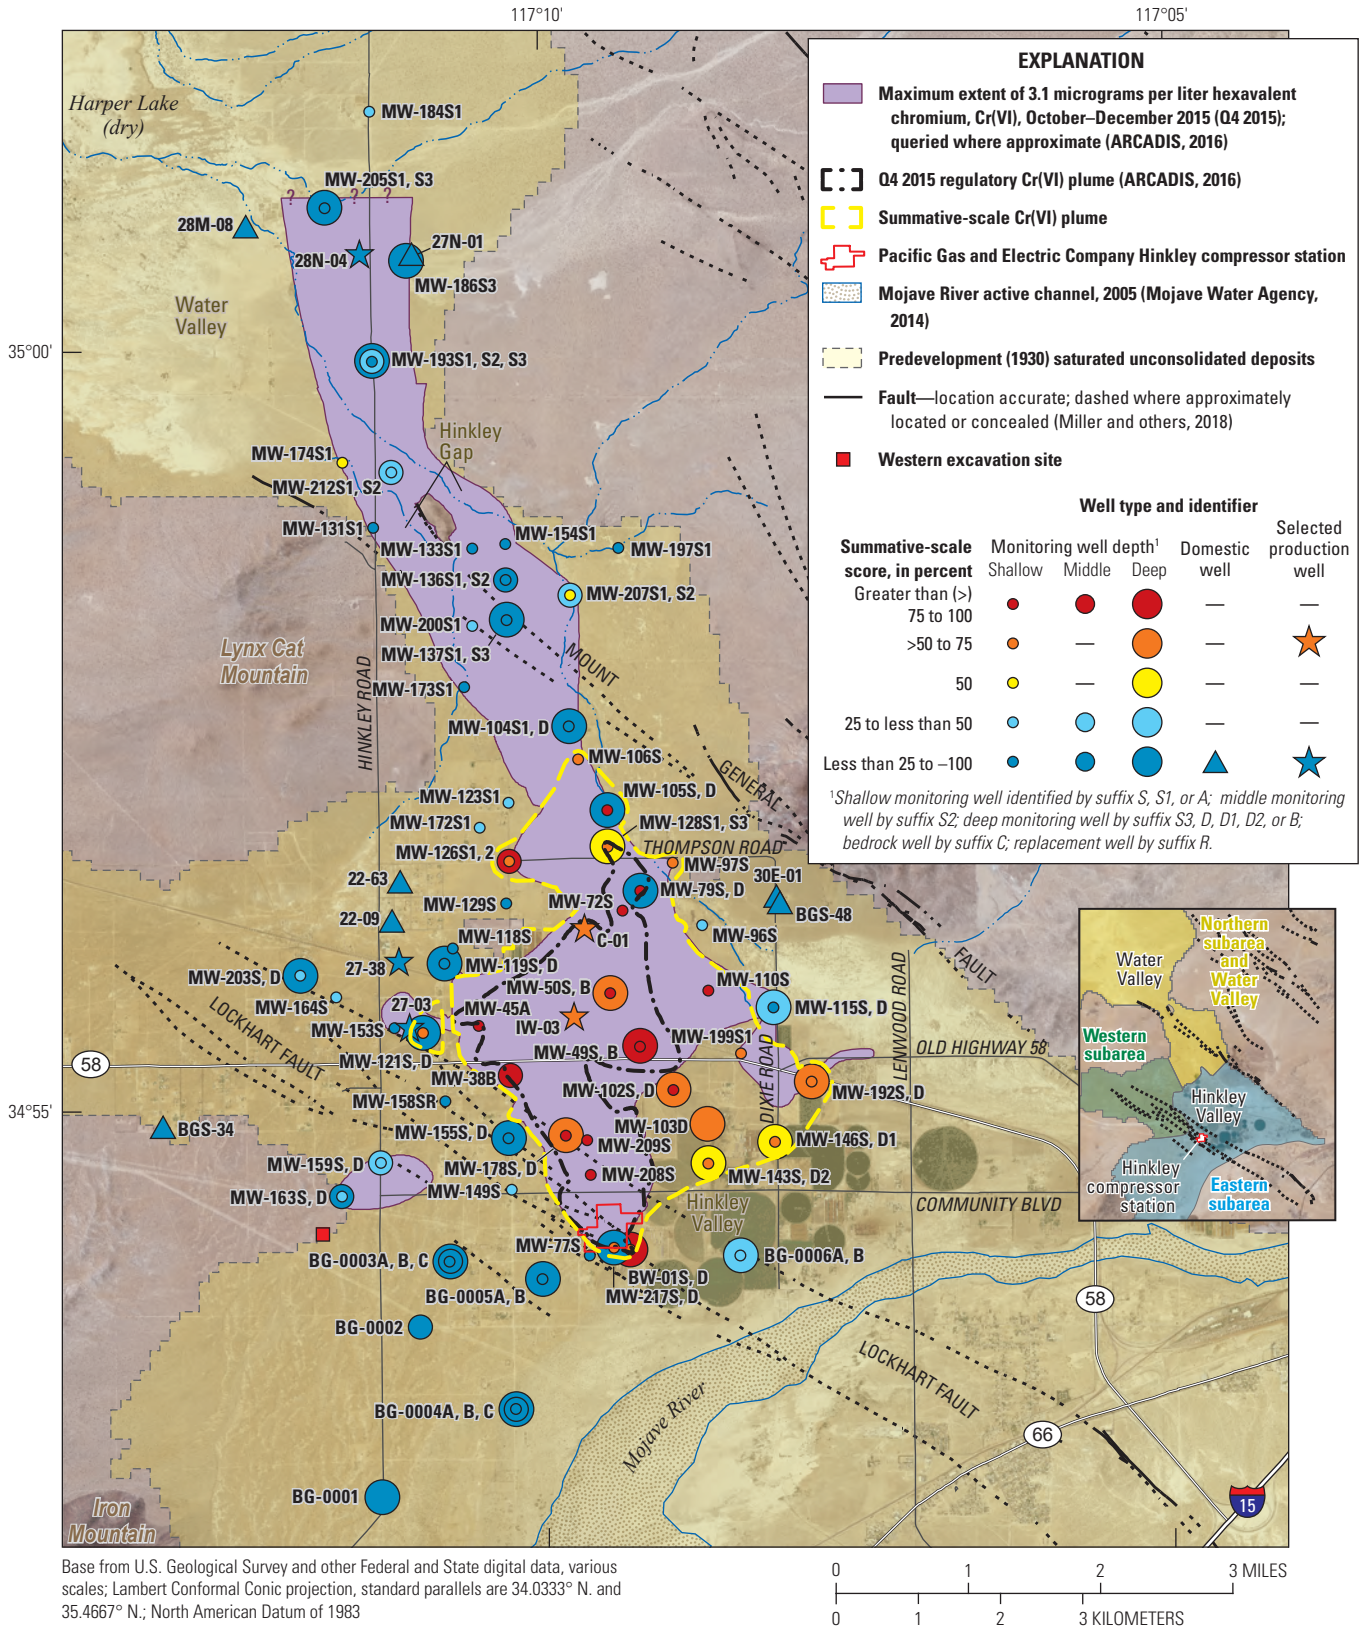 117°10'
117°05'
Harper Lake
(dry)
MW-184S1
MW-205S1, S3
?
?
?
28M-08
28N-04
27N-01
MW-186S3
Water
Valley
35°00'
MW-193S1, S2, S3
Hinkley
Gap
MW-174S1
MW-212S1, S2
MW-131S1
MW-154S1
MW-133S1
MW-197S1
MW-136S1, S2
MW-207S1, S2
MW-200S1
Lynx Cat
Mountain
MW-137S1, S3
MOUNT
MW-173S1
HINKLEY ROAD
MW-104S1, D
MW-106S
GENERAL
MW-123S1
MW-105S, D
MW-172S1
MW-128S1, S3
THOMPSON ROAD
MW-126S1, 2
MW-97S
22-63
MW-79S, D
30E-01
MW-72S
MW-129S
BGS-48
22-09
C-01
MW-96S
MW-118S
FAULT
27-38
MW-119S, D
MW-203S, D
MW-50S, B
MW-110S
MW-164S
27-03
MW-45A
MW-115S, D
LOCKHART FAULT
MW-153S
IW-03
MW-199S1
LENWOOD ROAD
OLD HIGHWAY 58
MW-121S, D
MW-49S, B
58
MW-38B
MW-102S, D
DIXIE ROAD
MW-192S, D
MW-158SR
34°55'
BGS-34
MW-155S, D
MW-103D
MW-209S
MW-146S, D1
MW-159S, D
MW-178S, D
MW-208S
MW-143S, D2
MW-163S, D
MW-149S
Hinkley
Valley
COMMUNITY BLVD
MW-77S
BG-0003A, B, C
BG-0006A, B
BW-01S, D
BG-0005A, B
MW-217S, D
58
BG-0002
LOCKHART FAULT
BG-0004A, B, C
Mojave River
66
BG-0001
Iron
Mountain
15
EXPLANATION
Maximum extent of 3.1 micrograms per liter hexavalent
chromium, Cr(VI), October–December 2015 (Q4 2015);
queried where approximate (ARCADIS, 2016)
Q4 2015 regulatory Cr(VI) plume (ARCADIS, 2016)
Summative-scale Cr(VI) plume
Pacific Gas and Electric Company Hinkley compressor station
Mojave River active channel, 2005 (Mojave Water Agency,
2014)
Predevelopment (1930) saturated unconsolidated deposits
Fault—location accurate; dashed where approximately
located or concealed (Miller and others, 2018)
Western excavation site
Well type and identifier
Summative-scale
score, in percent
Monitoring well depth¹
Shallow Middle Deep
Domestic
well
Selected
production
well
Greater than (>)
75 to 100 — —
>50 to 75 — —
50 — — —
25 to less than 50 — —
Less than 25 to –100
¹Shallow monitoring well identified by suffix S, S1, or A; middle monitoring
well by suffix S2; deep monitoring well by suffix S3, D, D1, D2, or B;
bedrock well by suffix C; replacement well by suffix R.
Northern
subarea
and
Water
Valley
Water
Valley
Western
subarea
Hinkley
Valley
Hinkley
compressor
station
Eastern
subarea
Base from U.S. Geological Survey and other Federal and State digital data, various
scales; Lambert Conformal Conic projection, standard parallels are 34.0333° N. and
35.4667° N.; North American Datum of 1983
0 1 2 3 MILES
0 1 2 3 KILOMETERS